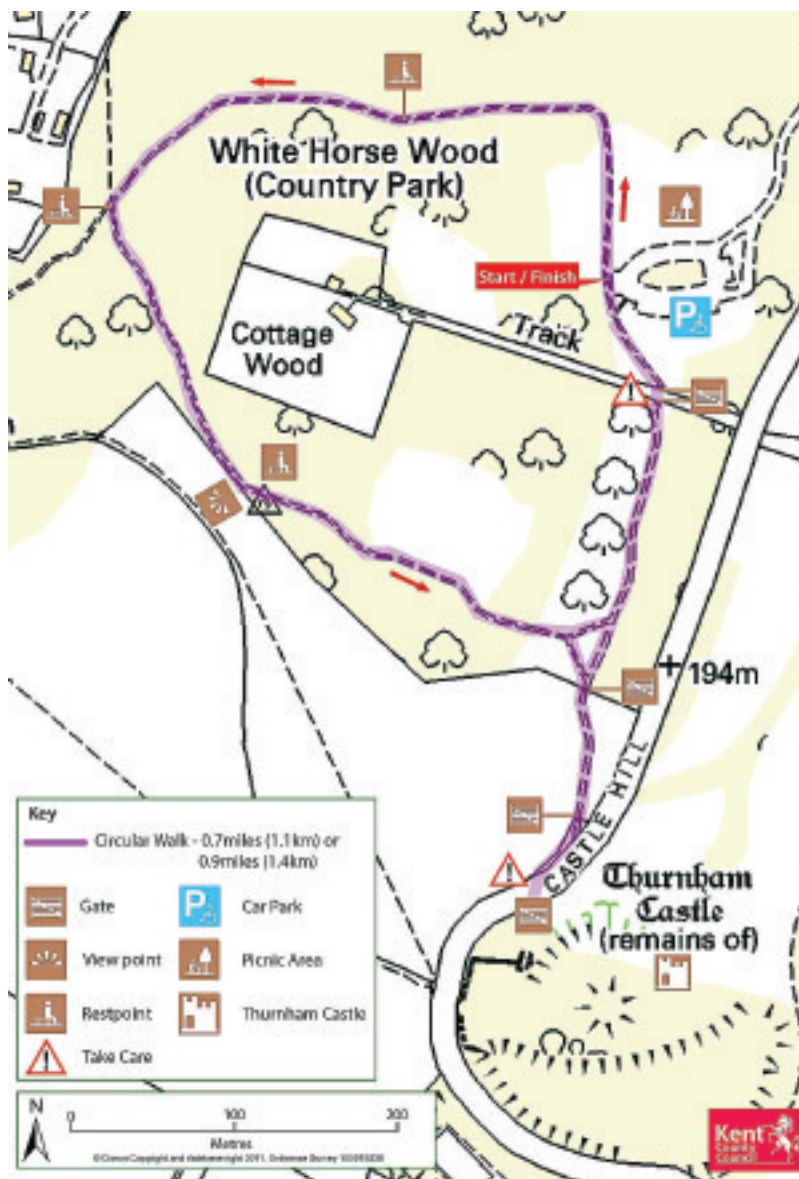 White Horse Wood
(Country Park)
Start / Finish
Track
Cottage
Wood
P
194m
CASTLE HILL
Thurnham
Castle
(remains of)
Key
Circular Walk - 0.7miles (1.1km) or
0.9miles (1.4km)
Gate
P
Car Park
View point
Picnic Area
Restpoint
Thurnham Castle
Take Care
N
0
100
200
Metres
Kent
County
Council